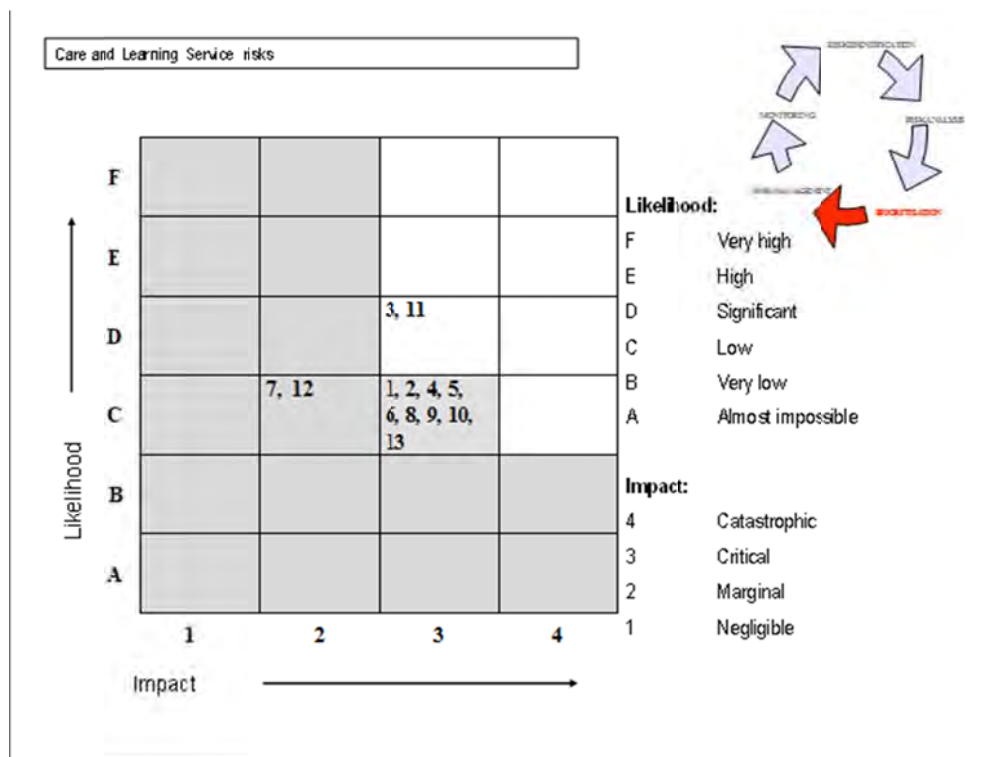 Care and Learning Service risks
MONITORING
F
E
D
C
B
A
3, 11
7, 12
1, 2, 4, 5,
6, 8, 9, 10,
13
Likelihood
1 2 3 4
Impact
Likelihood:
F Very high
E High
D Significant
C Low
B Very low
A Almost impossible
Impact:
4 Catastrophic
3 Critical
2 Marginal
1 Negligible